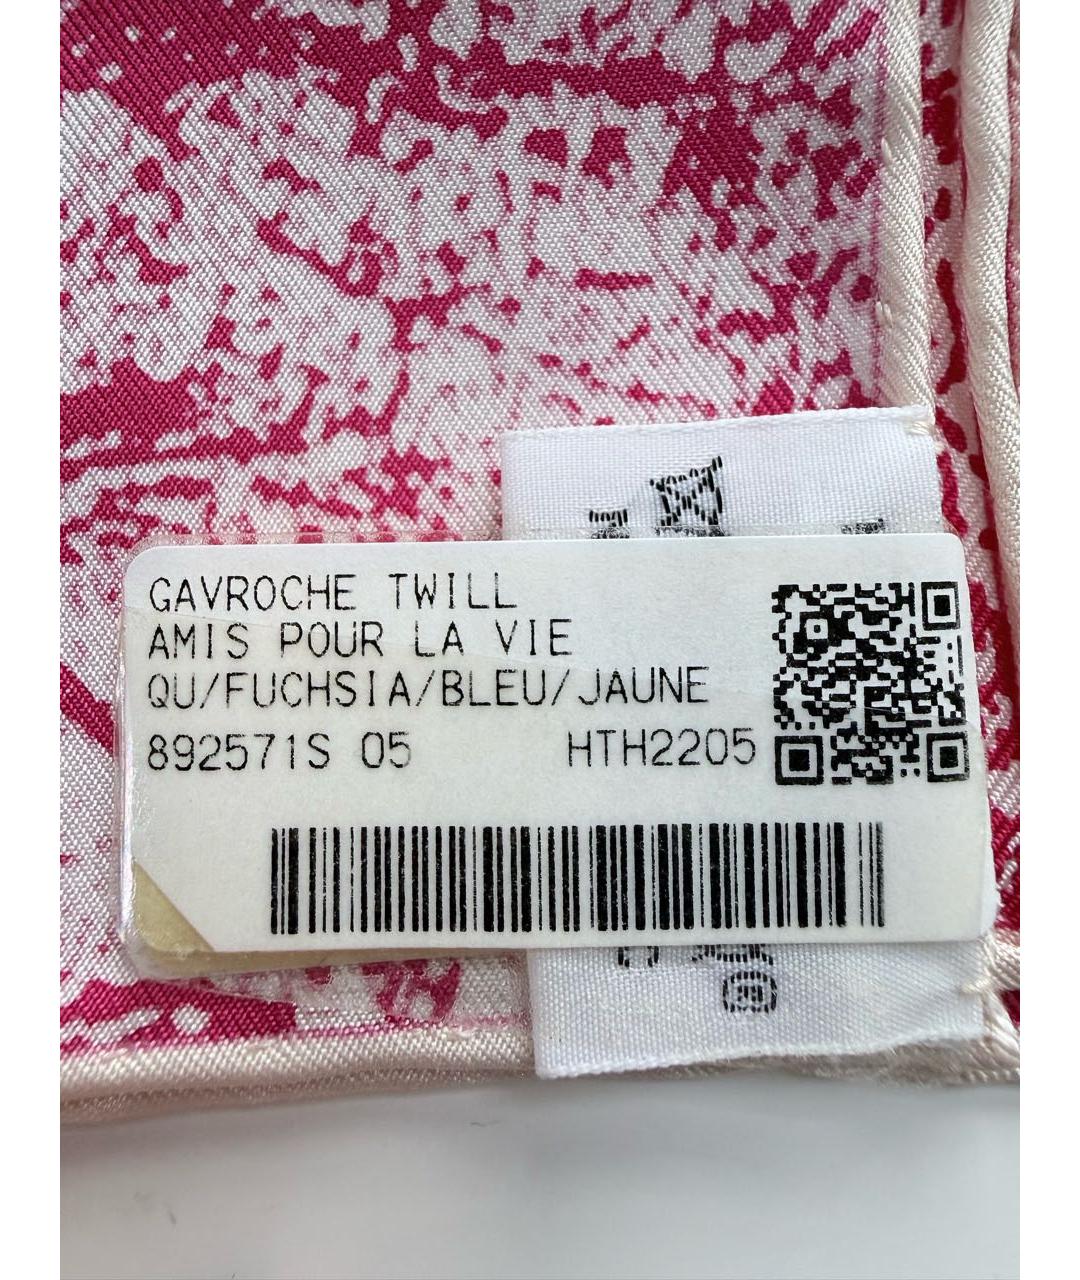 GAVROCHE TWILL
AMIS POUR LA VIE
QU/FUCHSIA/BLEU/JAUNE
892571S 05 HTH2205